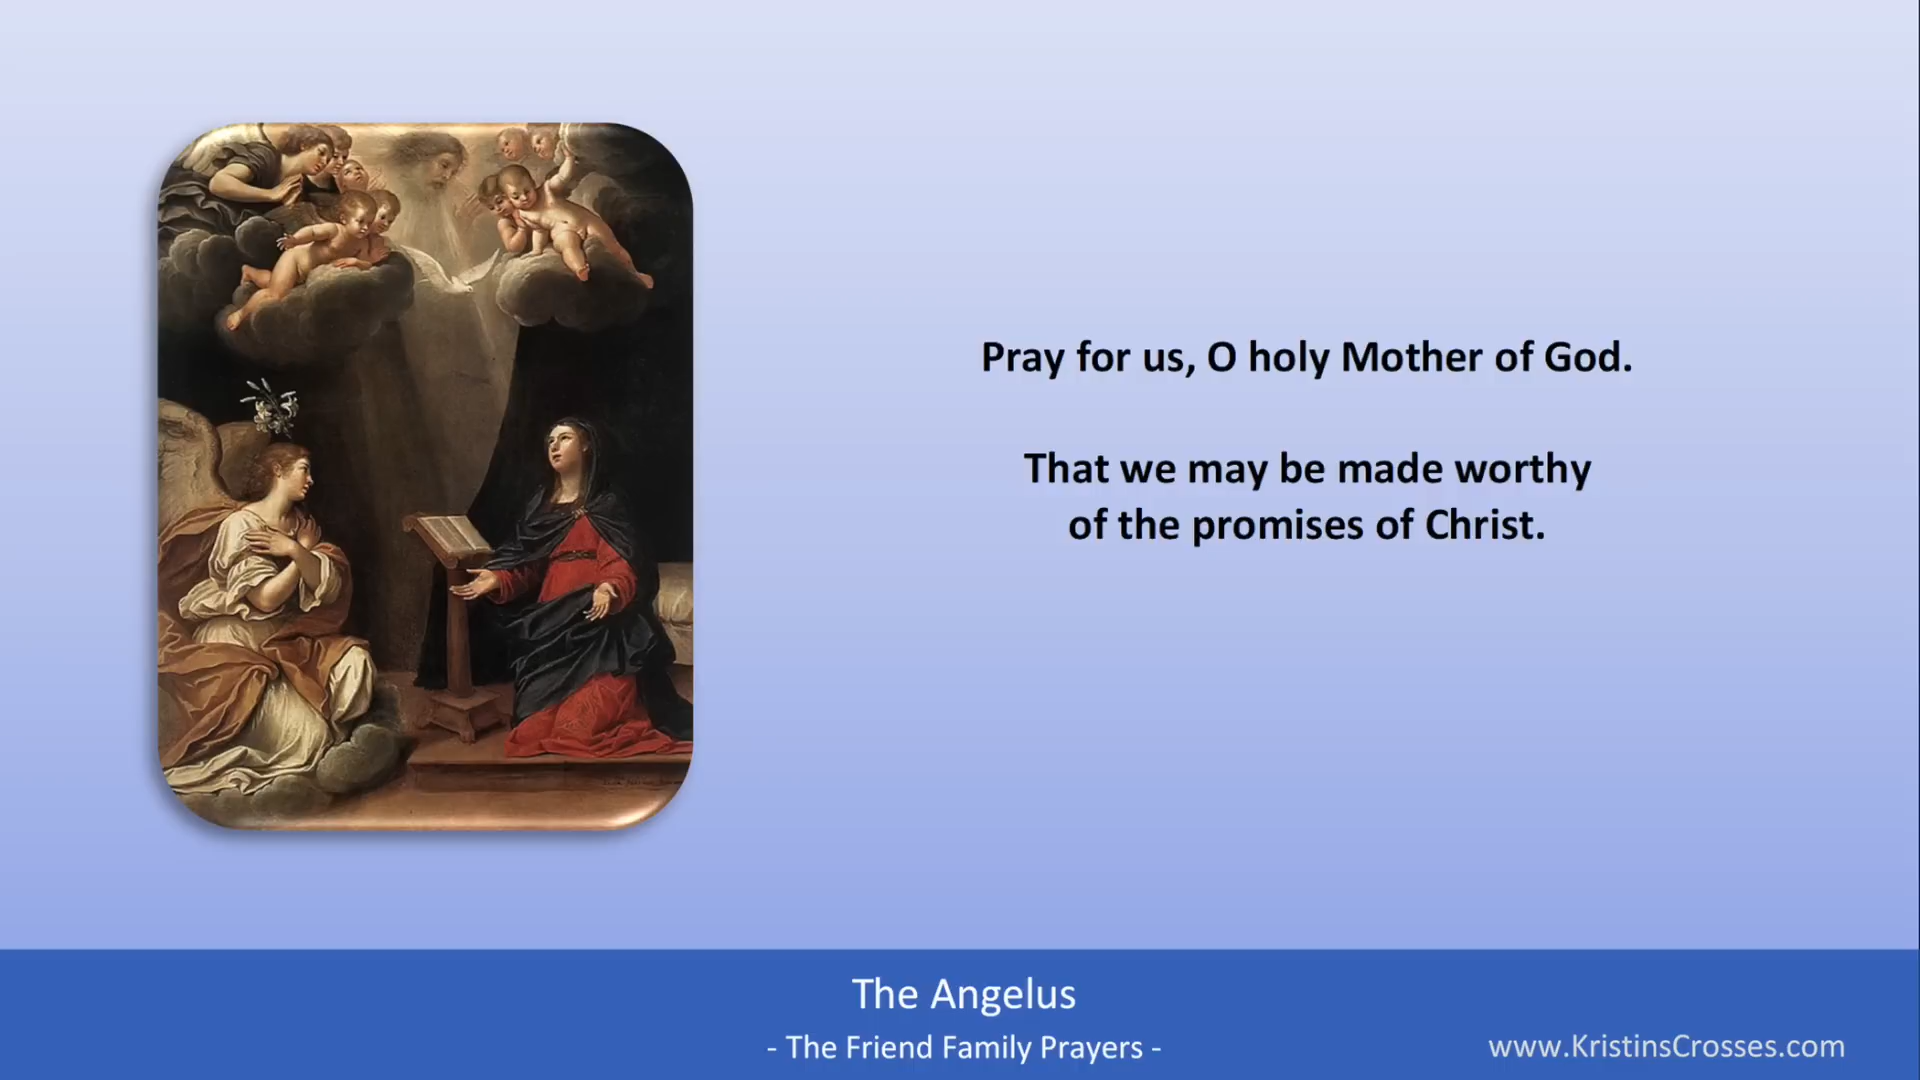 Pray for us, O holy Mother of God.
That we may be made worthy
of the promises of Christ.
The Angelus
- The Friend Family Prayers -
www.KristinsCrosses.com